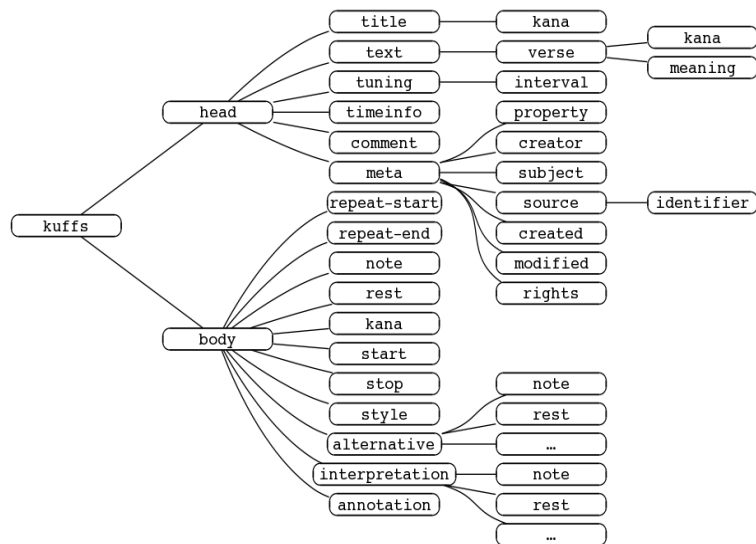 title kana
kana
text verse
meaning
tuning interval
head timeinfo property
comment creator
meta subject
repeat-start source identifier
kuffs
repeat-end created
note modified
rest rights
kana
body
start
stop note
style rest
alternative …
interpretation note
annotation rest
…